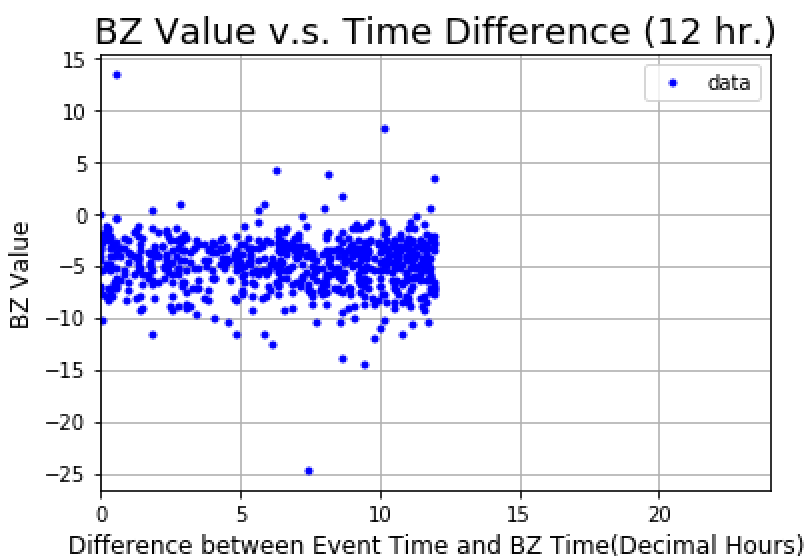 BZ Value v.s. Time Difference (12 hr.)
data
15
10
5
0
−5
−10
−15
−20
−25
BZ Value
0 5 10 15 20
Difference between Event Time and BZ Time(Decimal Hours)